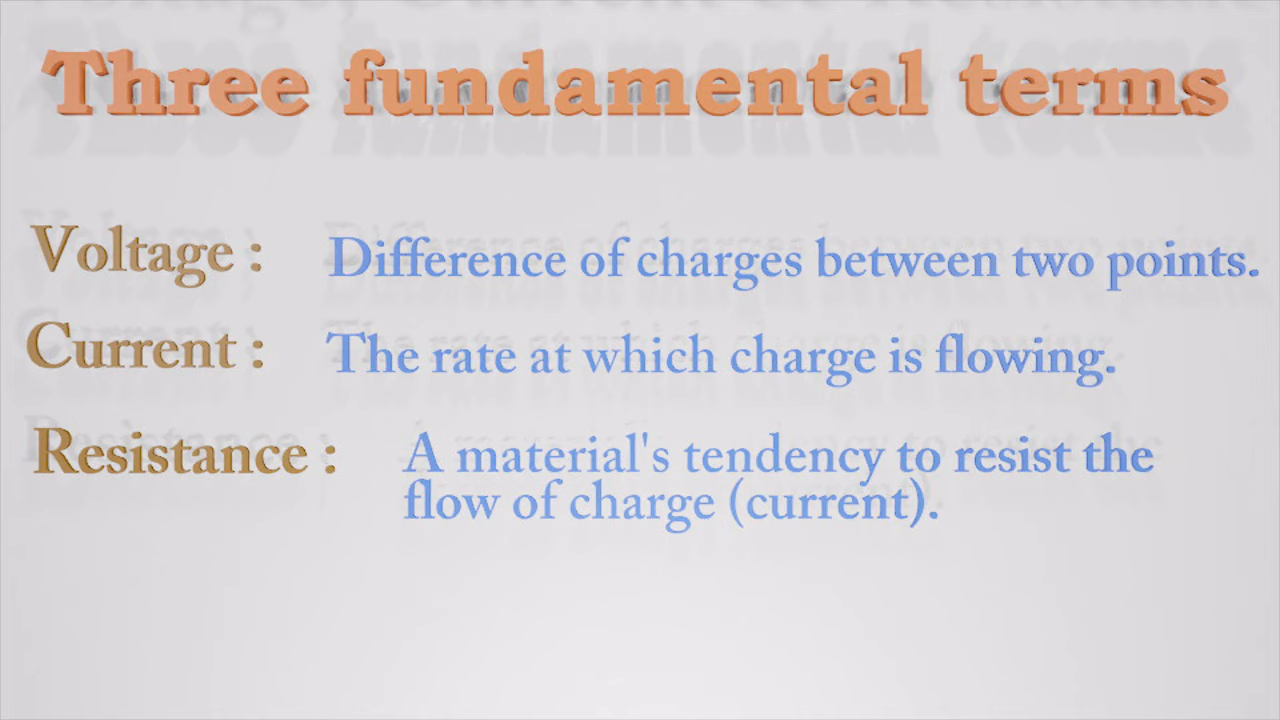 Three fundamental terms
Voltage : Difference of charges between two points.
Current : The rate at which charge is flowing.
Resistance : A material's tendency to resist the
flow of charge (current).